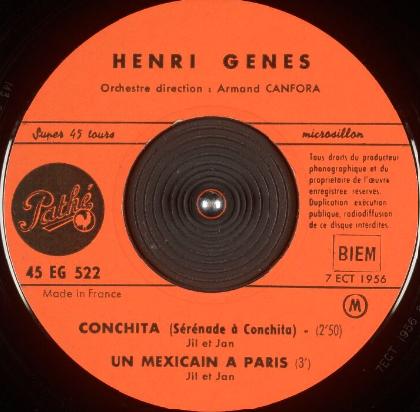 HENRI GENES
Orchestre direction : Armand CANFORA
Super 45 tours
microsillon
Tous droits du producteur
phonographique et du
propriétaire de l'œuvre
enregistrée réservés.
Duplication exécution
publique, radiodiffusion
de ce disque interdites.
Pathé
BIEM
45 EG 522
7 ECT 1956
Made in France
M
CONCHITA (Sérénade à Conchita) - (2'50)
Jil et Jan
UN MEXICAIN A PARIS (3')
Jil et Jan
7ECT 1956